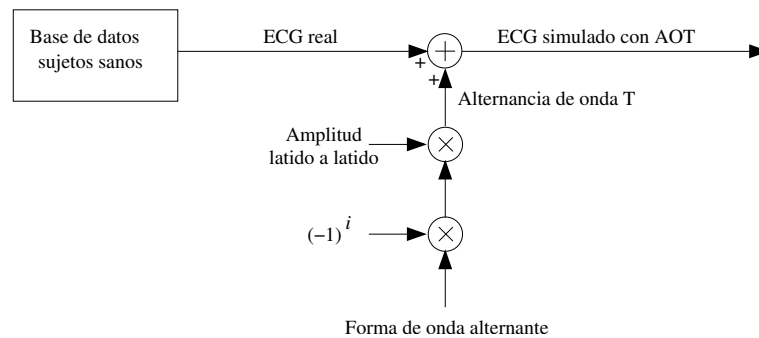 Base de datos
sujetos sanos
ECG real
ECG simulado con AOT
+
+
Alternancia de onda T
Amplitud
latido a latido
(−1)^i
Forma de onda alternante